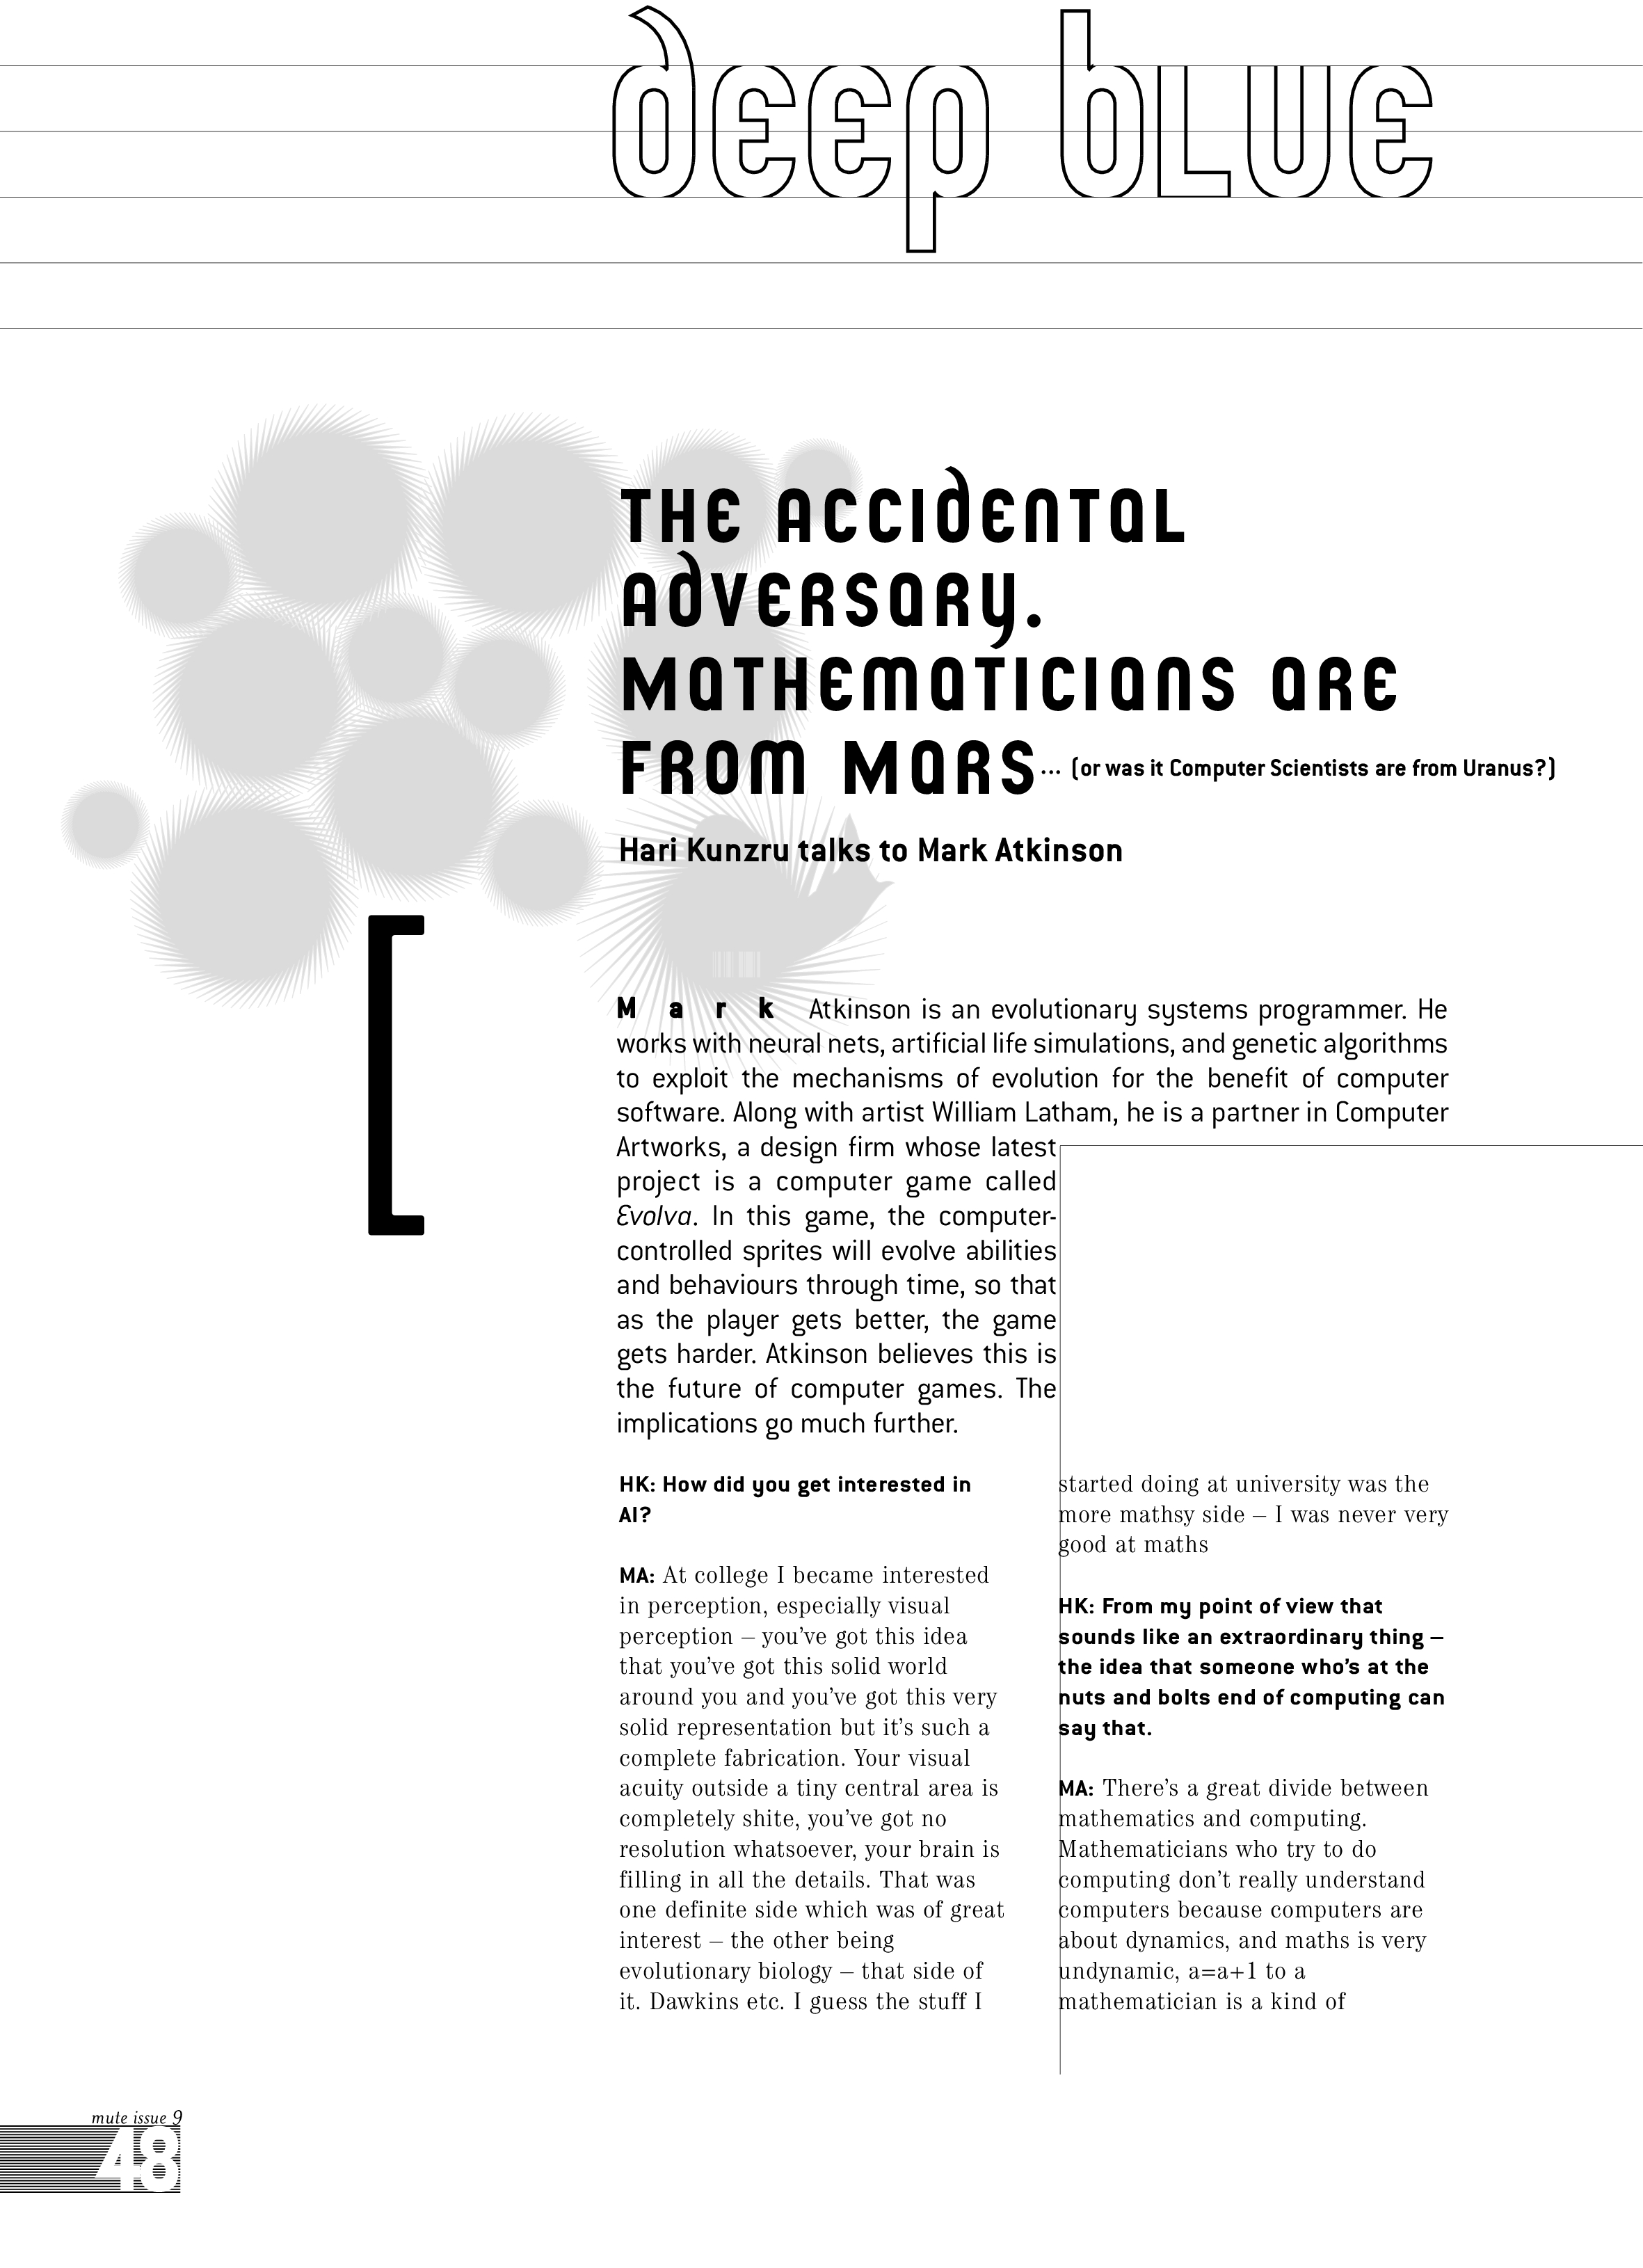 deep blue
THE ACCIDENTAL
ADVERSARY.
MATHEMATICIANS ARE
FROM MARS... (or was it Computer Scientists are from Uranus?)
Hari Kunzru talks to Mark Atkinson
[
Mark Atkinson is an evolutionary systems programmer. He
works with neural nets, artificial life simulations, and genetic algorithms
to exploit the mechanisms of evolution for the benefit of computer
software. Along with artist William Latham, he is a partner in Computer
Artworks, a design firm whose latest
project is a computer game called
Evolva. In this game, the computer-
controlled sprites will evolve abilities
and behaviours through time, so that
as the player gets better, the game
gets harder. Atkinson believes this is
the future of computer games. The
implications go much further.
HK: How did you get interested in
AI?
MA: At college I became interested
in perception, especially visual
perception – you’ve got this idea
that you’ve got this solid world
around you and you’ve got this very
solid representation but it’s such a
complete fabrication. Your visual
acuity outside a tiny central area is
completely shite, you’ve got no
resolution whatsoever, your brain is
filling in all the details. That was
one definite side which was of great
interest – the other being
evolutionary biology – that side of
it. Dawkins etc. I guess the stuff I
started doing at university was the
more mathsy side – I was never very
good at maths
HK: From my point of view that
sounds like an extraordinary thing –
the idea that someone who’s at the
nuts and bolts end of computing can
say that.
MA: There’s a great divide between
mathematics and computing.
Mathematicians who try to do
computing don’t really understand
computers because computers are
about dynamics, and maths is very
undynamic, a=a+1 to a
mathematician is a kind of
mute issue 9
48